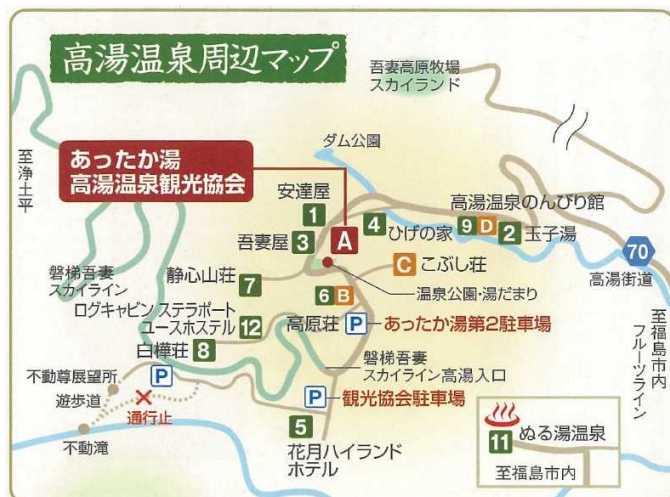 高湯温泉周辺マップ
吾妻高原牧場
スカイランド
ダム公園
至浄土平
あったか湯
高湯温泉観光協会
安達屋
1
A
4
ひげの家
高湯温泉のんびり館
9 D
2
玉子湯
吾妻屋
3
70
高湯街道
C
こぶし荘
静心山荘
7
磐梯吾妻
スカイライン
温泉公園・湯だまり
6 B
高原荘
P
あったか湯第2駐車場
ログキャビン ステラポート
ユースホステル
12
白樺荘
8
至福島市内
フルーツライン
磐梯吾妻
スカイライン高湯入口
不動尊展望所
P
遊歩道
通行止
不動滝
P
観光協会駐車場
5
花月ハイランド
ホテル
11
ぬる湯温泉
至福島市内